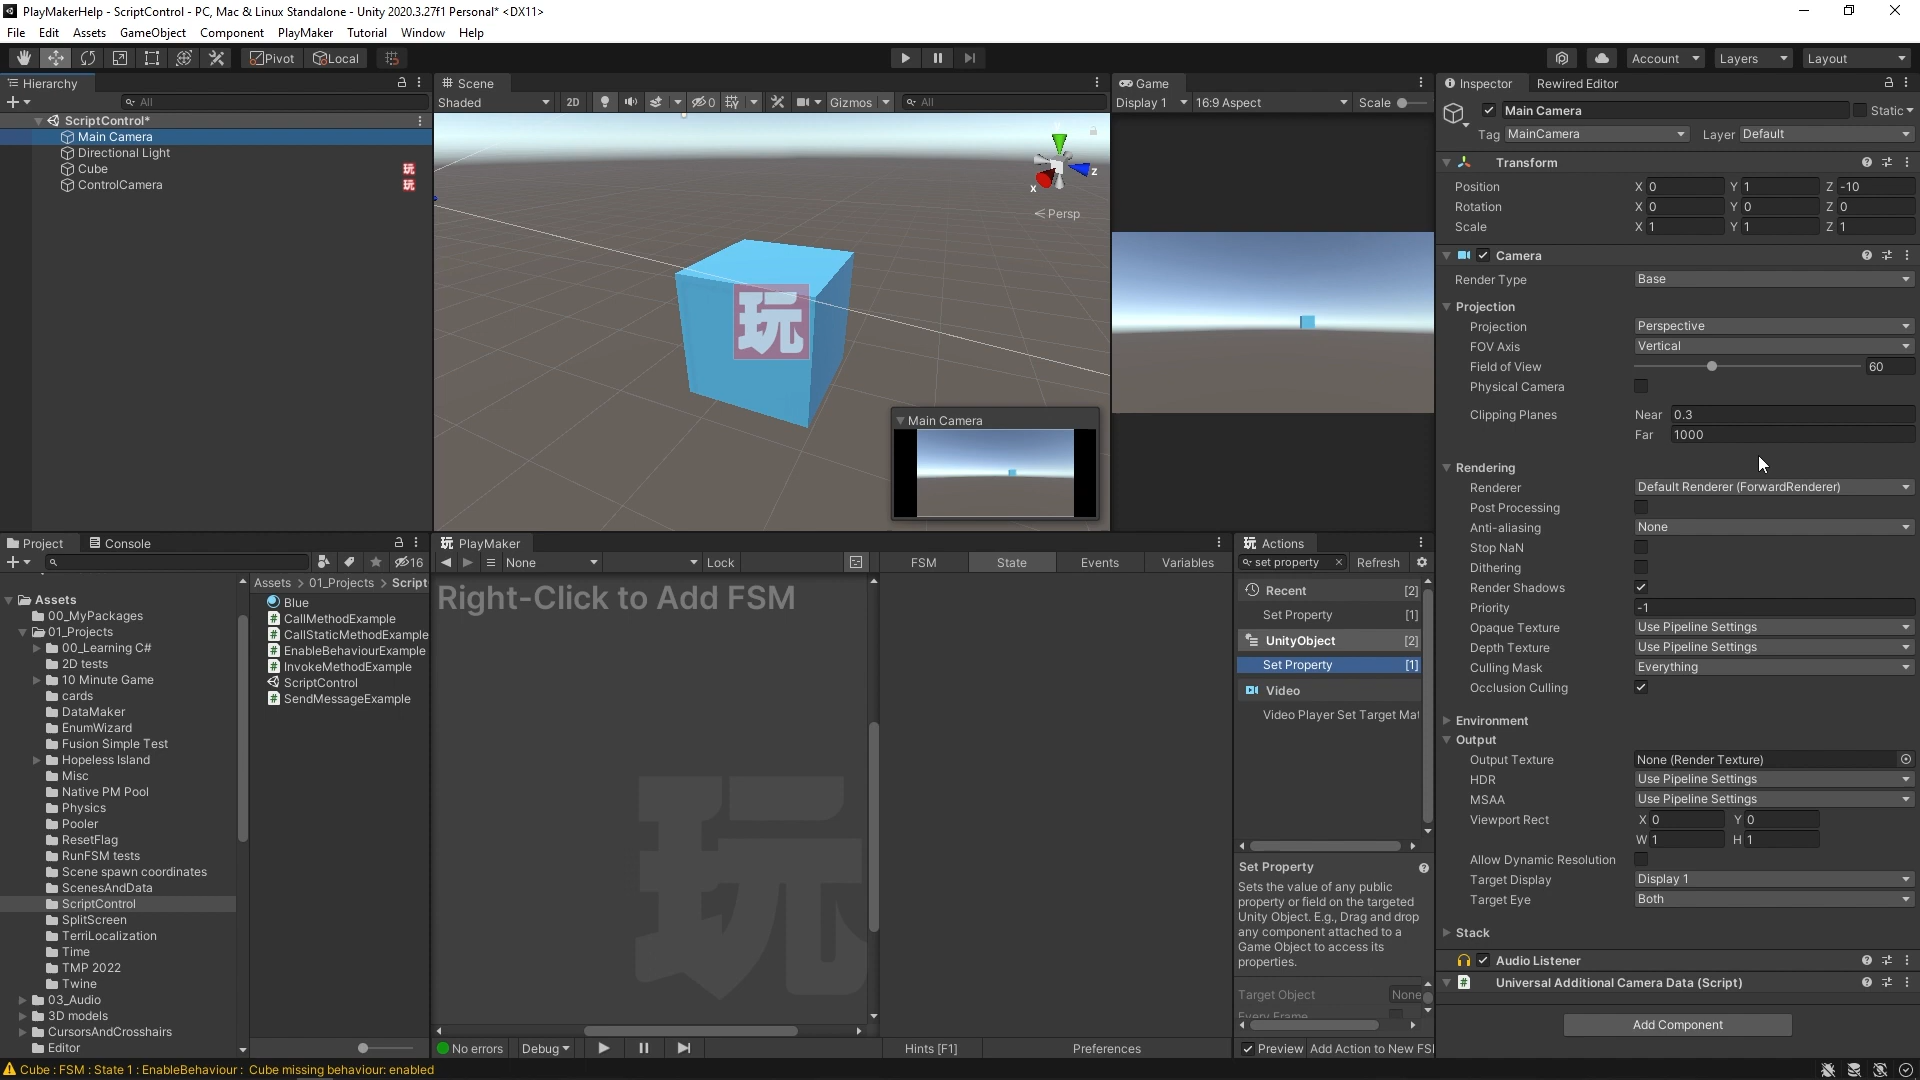 PlayMakerHelp - ScriptControl - PC, Mac & Linux Standalone - Unity 2020.3.27f1 Personal* <DX11>
File Edit Assets GameObject Component PlayMaker Tutorial Window Help
Pivot Local Account Layers Layout
Hierarchy
All
ScriptControl*
Main Camera
Directional Light
Cube 玩
ControlCamera 玩
Scene
Shaded 2D 0 Gizmos All
x z
Persp
玩
Main Camera
Game
Display 1 16:9 Aspect Scale
Inspector Rewired Editor
Main Camera Static
Tag MainCamera Layer Default
Transform
Position X 0 Y 1 Z -10
Rotation X 0 Y 0 Z 0
Scale X 1 Y 1 Z 1
Camera
Render Type Base
Projection
Projection Perspective
FOV Axis Vertical
Field of View 60
Physical Camera
Clipping Planes Near 0.3
Far 1000
Rendering
Renderer Default Renderer (ForwardRenderer)
Post Processing
Anti-aliasing None
Stop NaN
Dithering
Render Shadows
Priority -1
Opaque Texture Use Pipeline Settings
Depth Texture Use Pipeline Settings
Culling Mask Everything
Occlusion Culling
Environment
Output
Output Texture None (Render Texture)
HDR Use Pipeline Settings
MSAA Use Pipeline Settings
Viewport Rect X 0 Y 0
W 1 H 1
Allow Dynamic Resolution
Target Display Display 1
Target Eye Both
Stack
Audio Listener
Universal Additional Camera Data (Script)
Add Component
Project Console
16
Assets
00_MyPackages
01_Projects
00_Learning C#
2D tests
10 Minute Game
cards
DataMaker
EnumWizard
Fusion Simple Test
Hopeless Island
Misc
Native PM Pool
Physics
Pooler
ResetFlag
RunFSM tests
Scene spawn coordinates
ScenesAndData
ScriptControl
SplitScreen
TerriLocalization
Time
TMP 2022
Twine
03_Audio
3D models
CursorsAndCrosshairs
Editor
Assets > 01_Projects > Script
Blue
CallMethodExample
CallStaticMethodExample
EnableBehaviourExample
InvokeMethodExample
ScriptControl
SendMessageExample
玩 PlayMaker
None Lock FSM State Events Variables
Right-Click to Add FSM
玩
No errors Debug Hints [F1] Preferences
玩 Actions
set property Refresh
Recent [2]
Set Property [1]
UnityObject [2]
Set Property [1]
Video
Video Player Set Target Mat
Set Property
Sets the value of any public
property or field on the targeted
Unity Object. E.g., Drag and drop
any component attached to a
Game Object to access its
properties.
Target Object None
Every Frame
Preview Add Action to New FS
Cube : FSM : State 1 : EnableBehaviour : Cube missing behaviour: enabled